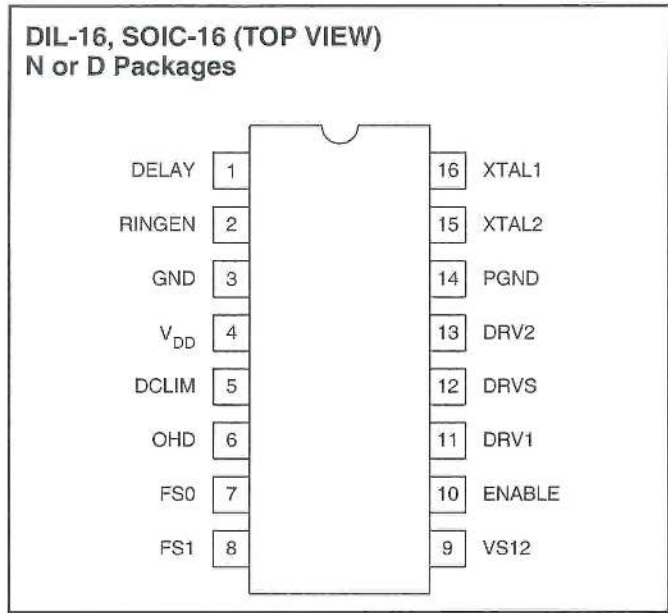 DIL-16, SOIC-16 (TOP VIEW)
N or D Packages
DELAY 1 16 XTAL1
RINGEN 2 15 XTAL2
GND 3 14 PGND
VDD 4 13 DRV2
DCLIM 5 12 DRVS
OHD 6 11 DRV1
FS0 7 10 ENABLE
FS1 8 9 VS12